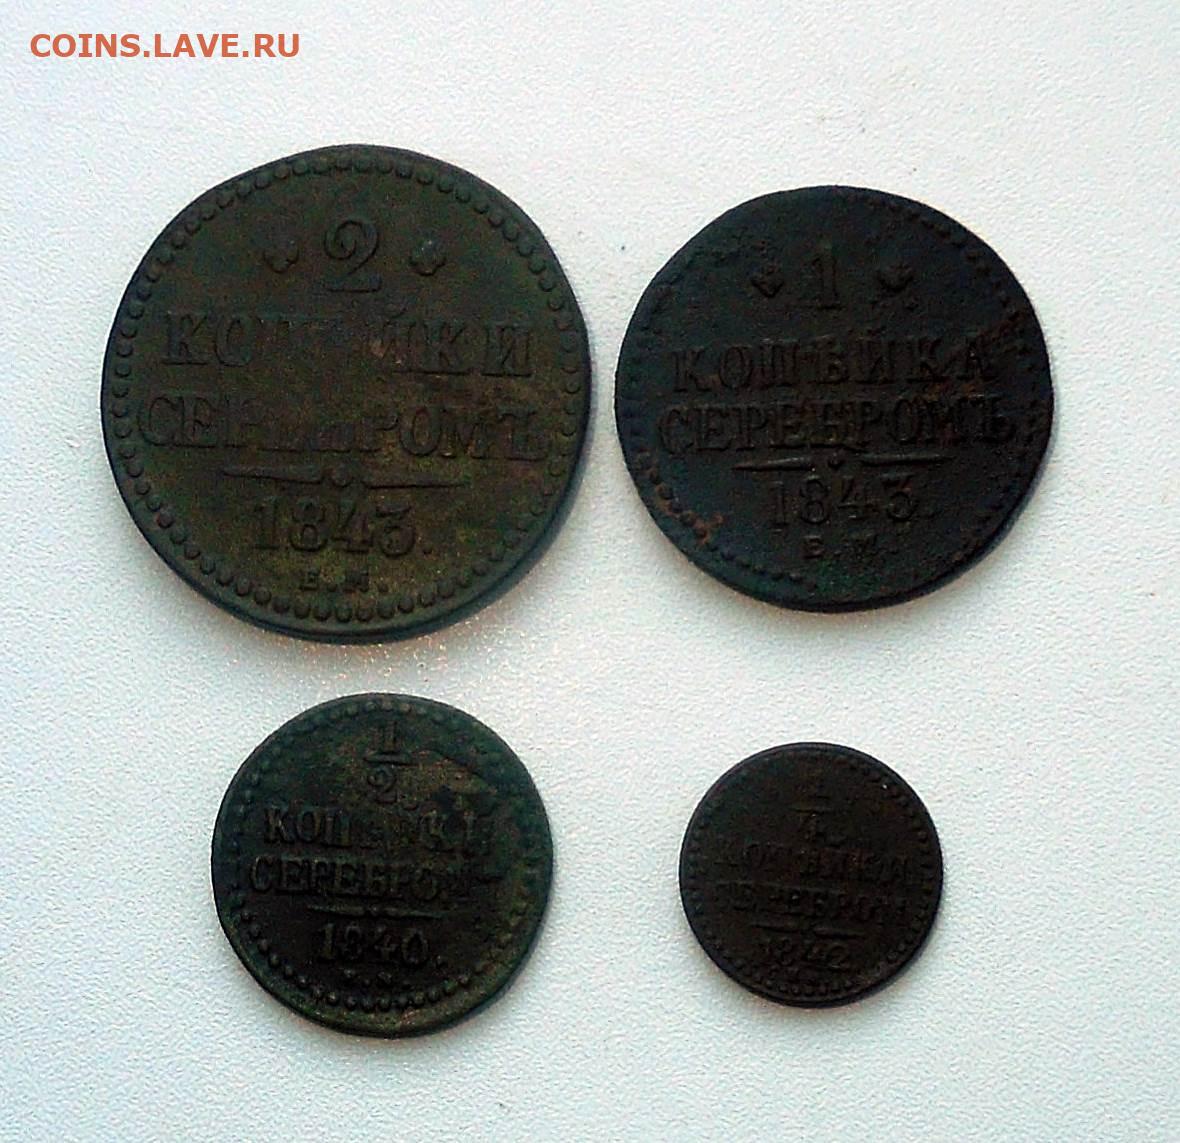 COINS.LAVE.RU
2
КОПѢЙКИ
СЕРЕБРОМЪ
1843.
Е.М.
1
КОПѢЙКА
СЕРЕБРОМЪ
1843.
Е.М.
1
2.
КОПѢЙКИ
СЕРЕБРОМЪ
1840.
1
4.
КОПѢЙКИ
СЕРЕБРОМ
1842